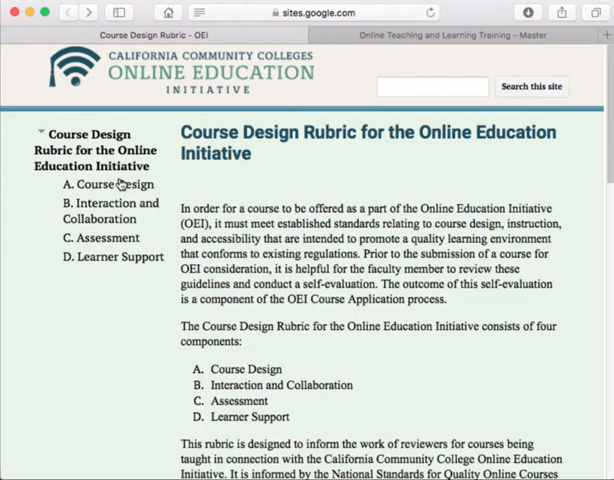 sites.google.com
Course Design Rubric - OEI
Online Teaching and Learning Training – Master
CALIFORNIA COMMUNITY COLLEGES
ONLINE EDUCATION
INITIATIVE
Search this site
Course Design
Rubric for the Online
Education Initiative
A. Course Design
B. Interaction and
Collaboration
C. Assessment
D. Learner Support
Course Design Rubric for the Online Education
Initiative
In order for a course to be offered as a part of the Online Education Initiative
(OEI), it must meet established standards relating to course design, instruction,
and accessibility that are intended to promote a quality learning environment
that conforms to existing regulations. Prior to the submission of a course for
OEI consideration, it is helpful for the faculty member to review these
guidelines and conduct a self-evaluation. The outcome of this self-evaluation
is a component of the OEI Course Application process.
The Course Design Rubric for the Online Education Initiative consists of four
components:
A. Course Design
B. Interaction and Collaboration
C. Assessment
D. Learner Support
This rubric is designed to inform the work of reviewers for courses being
taught in connection with the California Community College Online Education
Initiative. It is informed by the National Standards for Quality Online Courses